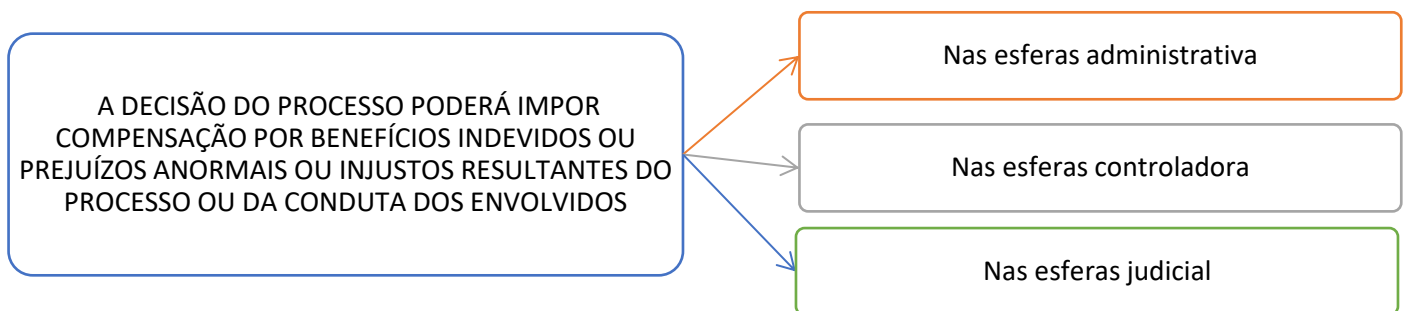 A DECISÃO DO PROCESSO PODERÁ IMPOR
COMPENSAÇÃO POR BENEFÍCIOS INDEVIDOS OU
PREJUÍZOS ANORMAIS OU INJUSTOS RESULTANTES DO
PROCESSO OU DA CONDUTA DOS ENVOLVIDOS
Nas esferas administrativa
Nas esferas controladora
Nas esferas judicial